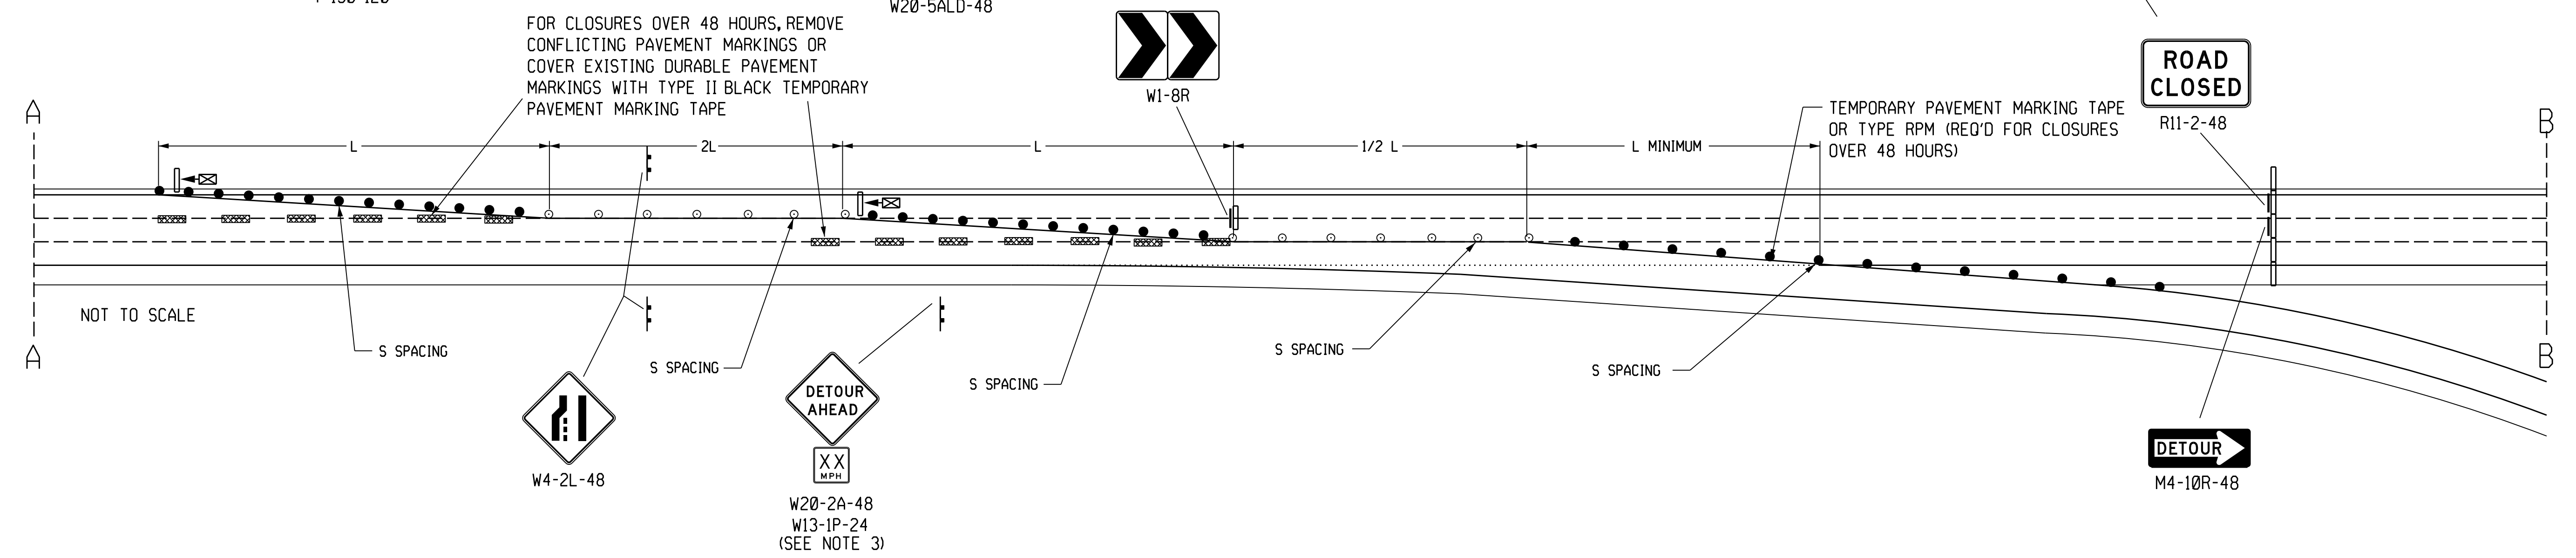 W20-5ALD-48
FOR CLOSURES OVER 48 HOURS, REMOVE
CONFLICTING PAVEMENT MARKINGS OR
COVER EXISTING DURABLE PAVEMENT
MARKINGS WITH TYPE II BLACK TEMPORARY
PAVEMENT MARKING TAPE
W1-8R
ROAD
CLOSED
R11-2-48
TEMPORARY PAVEMENT MARKING TAPE
OR TYPE RPM (REQ'D FOR CLOSURES
OVER 48 HOURS)
A
B
L
2L
L
1/2 L
L MINIMUM
NOT TO SCALE
A
B
S SPACING
S SPACING
S SPACING
S SPACING
S SPACING
W4-2L-48
DETOUR
AHEAD
XX
MPH
W20-2A-48
W13-1P-24
(SEE NOTE 3)
DETOUR
M4-10R-48